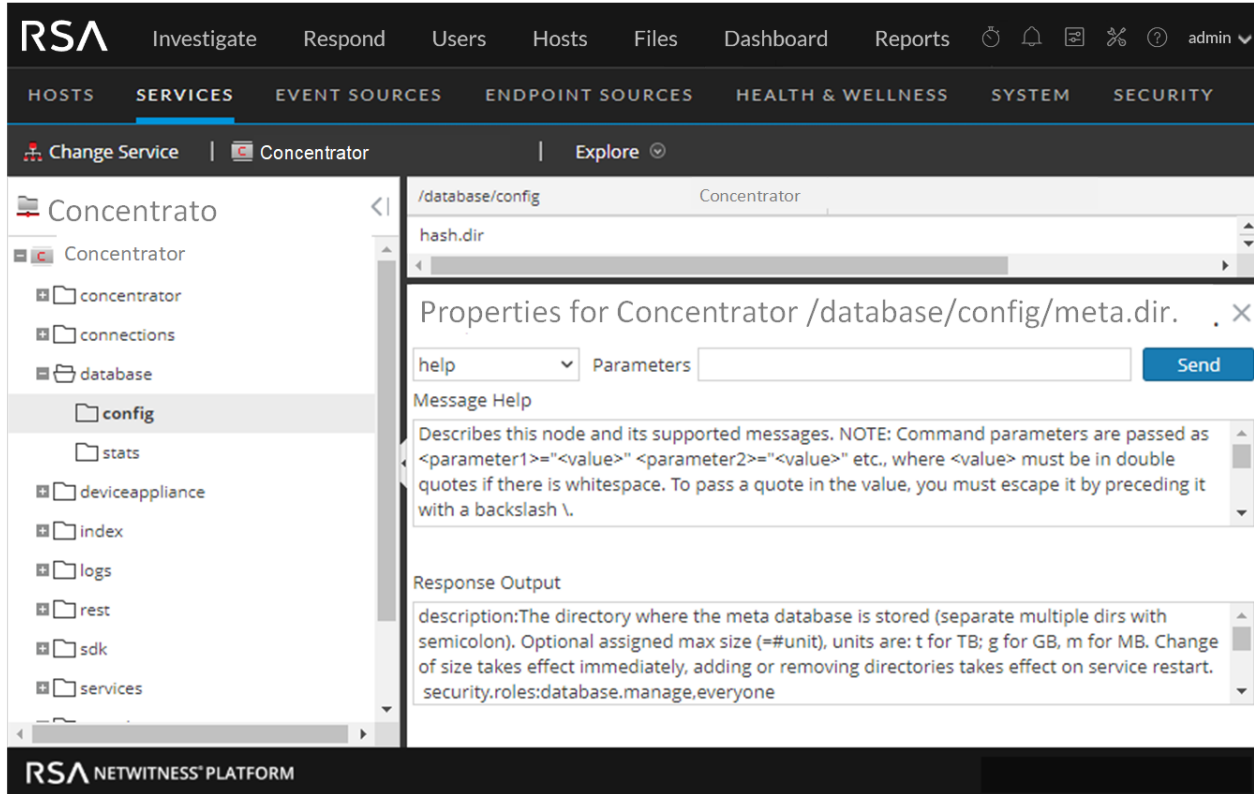 RSA Investigate Respond Users Hosts Files Dashboard Reports admin
HOSTS SERVICES EVENT SOURCES ENDPOINT SOURCES HEALTH & WELLNESS SYSTEM SECURITY
Change Service | C Concentrator | Explore
Concentrato
C Concentrator
concentrator
connections
database
config
stats
deviceappliance
index
logs
rest
sdk
services
/database/config Concentrator
hash.dir
Properties for Concentrator /database/config/meta.dir. .
help Parameters Send
Message Help
Describes this node and its supported messages. NOTE: Command parameters are passed as
<parameter1>="<value>" <parameter2>="<value>" etc., where <value> must be in double
quotes if there is whitespace. To pass a quote in the value, you must escape it by preceding it
with a backslash \.
Response Output
description:The directory where the meta database is stored (separate multiple dirs with
semicolon). Optional assigned max size (=#unit), units are: t for TB; g for GB, m for MB. Change
of size takes effect immediately, adding or removing directories takes effect on service restart.
security.roles:database.manage,everyone
RSA NETWITNESS® PLATFORM